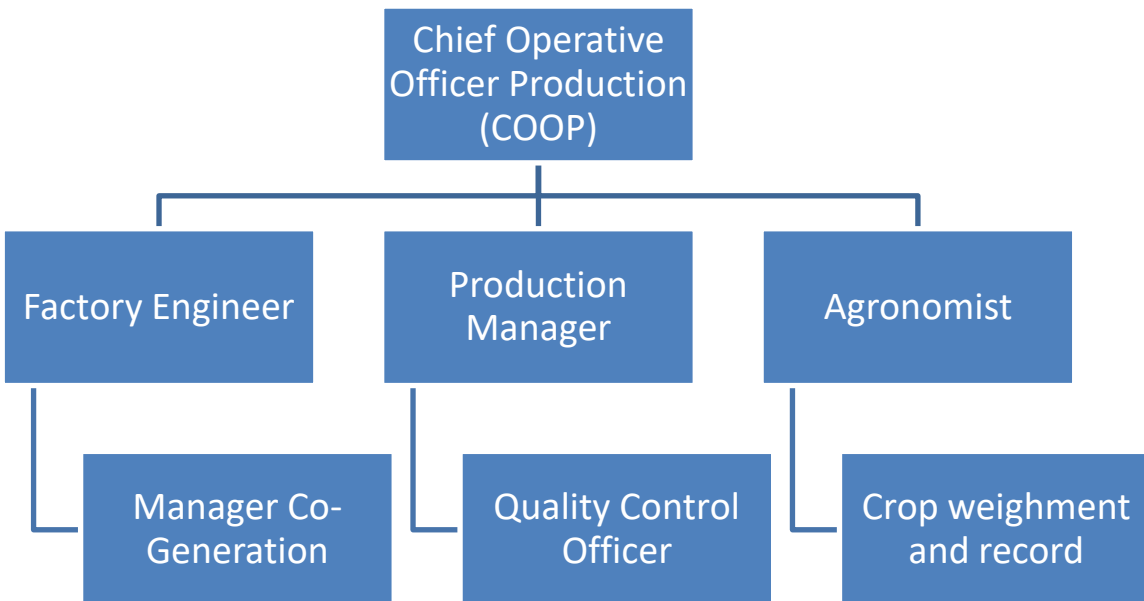 Chief Operative
Officer Production
(COOP)
Factory Engineer
Production
Manager
Agronomist
Manager Co-
Generation
Quality Control
Officer
Crop weighment
and record